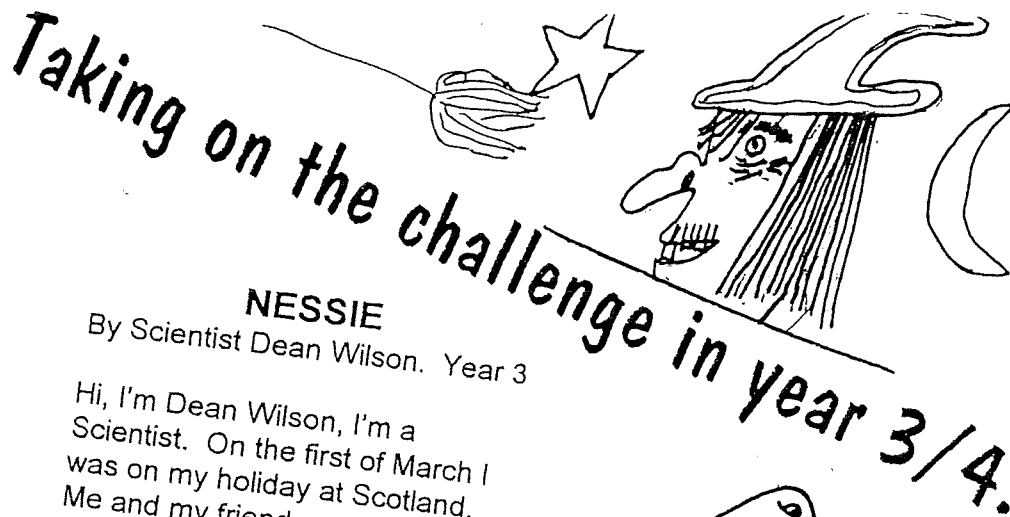 Taking on the challenge in year 3/4.
NESSIE
By Scientist Dean Wilson.  Year 3
Hi, I'm Dean Wilson, I'm a
Scientist.  On the first of March I
was on my holiday at Scotland.
Me and my friend